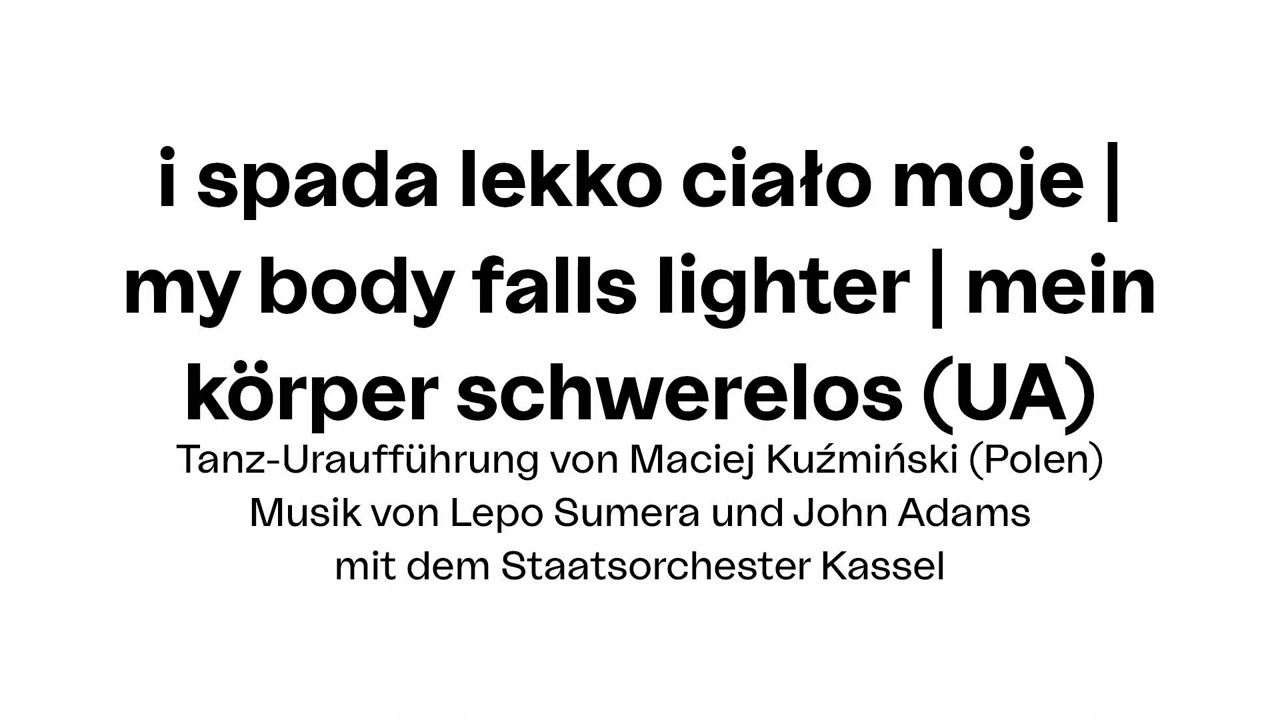 i spada lekko ciało moje |
my body falls lighter | mein
körper schwerelos (UA)
Tanz-Uraufführung von Maciej Kuźmiński (Polen)
Musik von Lepo Sumera und John Adams
mit dem Staatsorchester Kassel